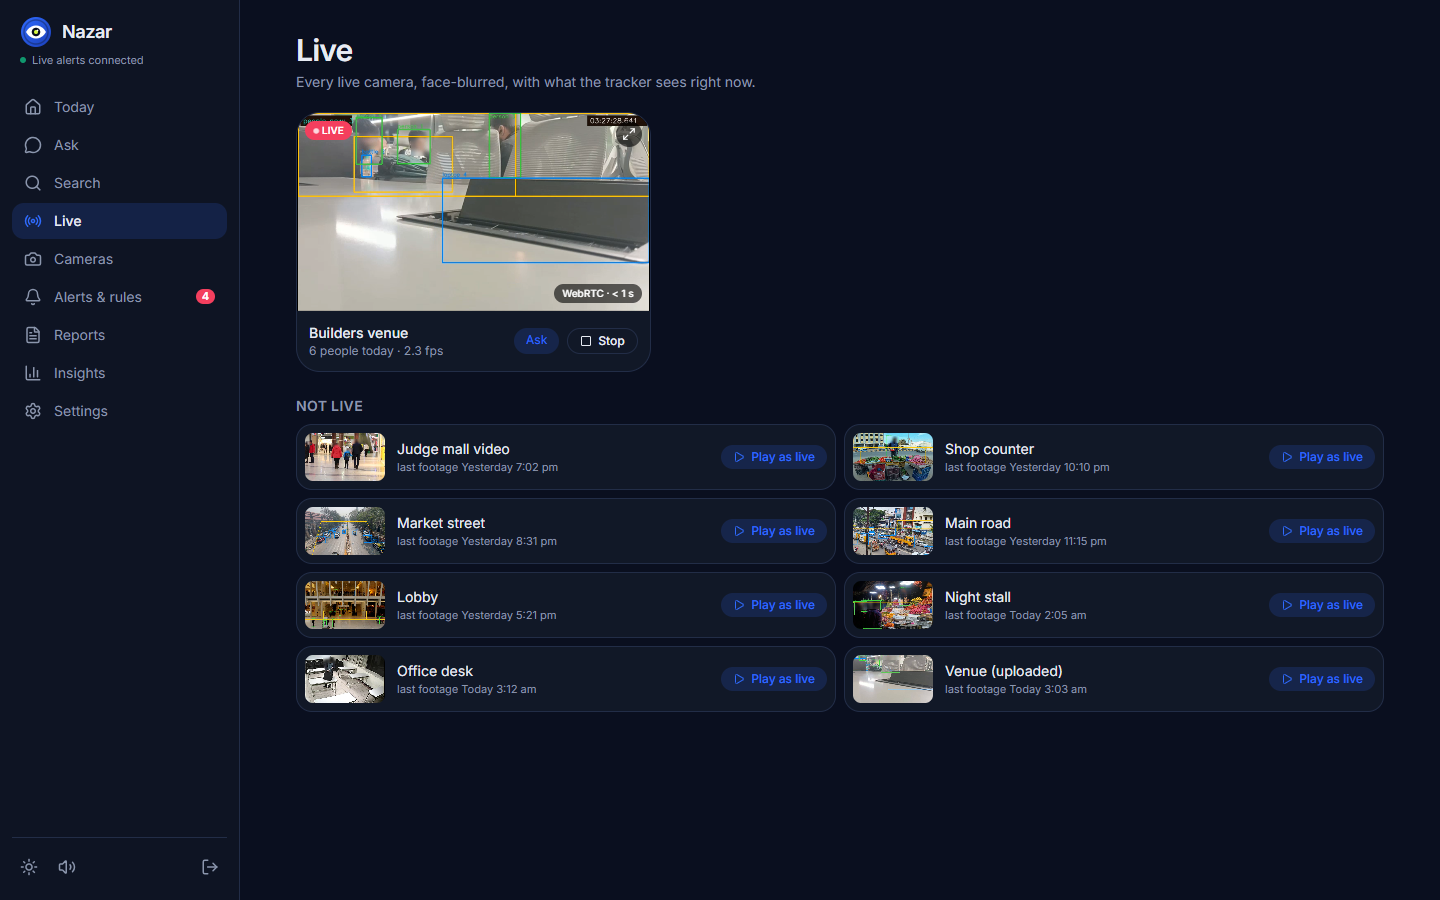 Nazar
Live alerts connected
Today
Ask
Search
Live
Cameras
Alerts & rules
4
Reports
Insights
Settings
Live
Every live camera, face-blurred, with what the tracker sees right now.
LIVE
03:27:28.641
WebRTC · < 1 s
Builders venue
6 people today · 2.3 fps
Ask
Stop
NOT LIVE
Judge mall video
last footage Yesterday 7:02 pm
Play as live
Shop counter
last footage Yesterday 10:10 pm
Play as live
Market street
last footage Yesterday 8:31 pm
Play as live
Main road
last footage Yesterday 11:15 pm
Play as live
Lobby
last footage Yesterday 5:21 pm
Play as live
Night stall
last footage Today 2:05 am
Play as live
Office desk
last footage Today 3:12 am
Play as live
Venue (uploaded)
last footage Today 3:03 am
Play as live